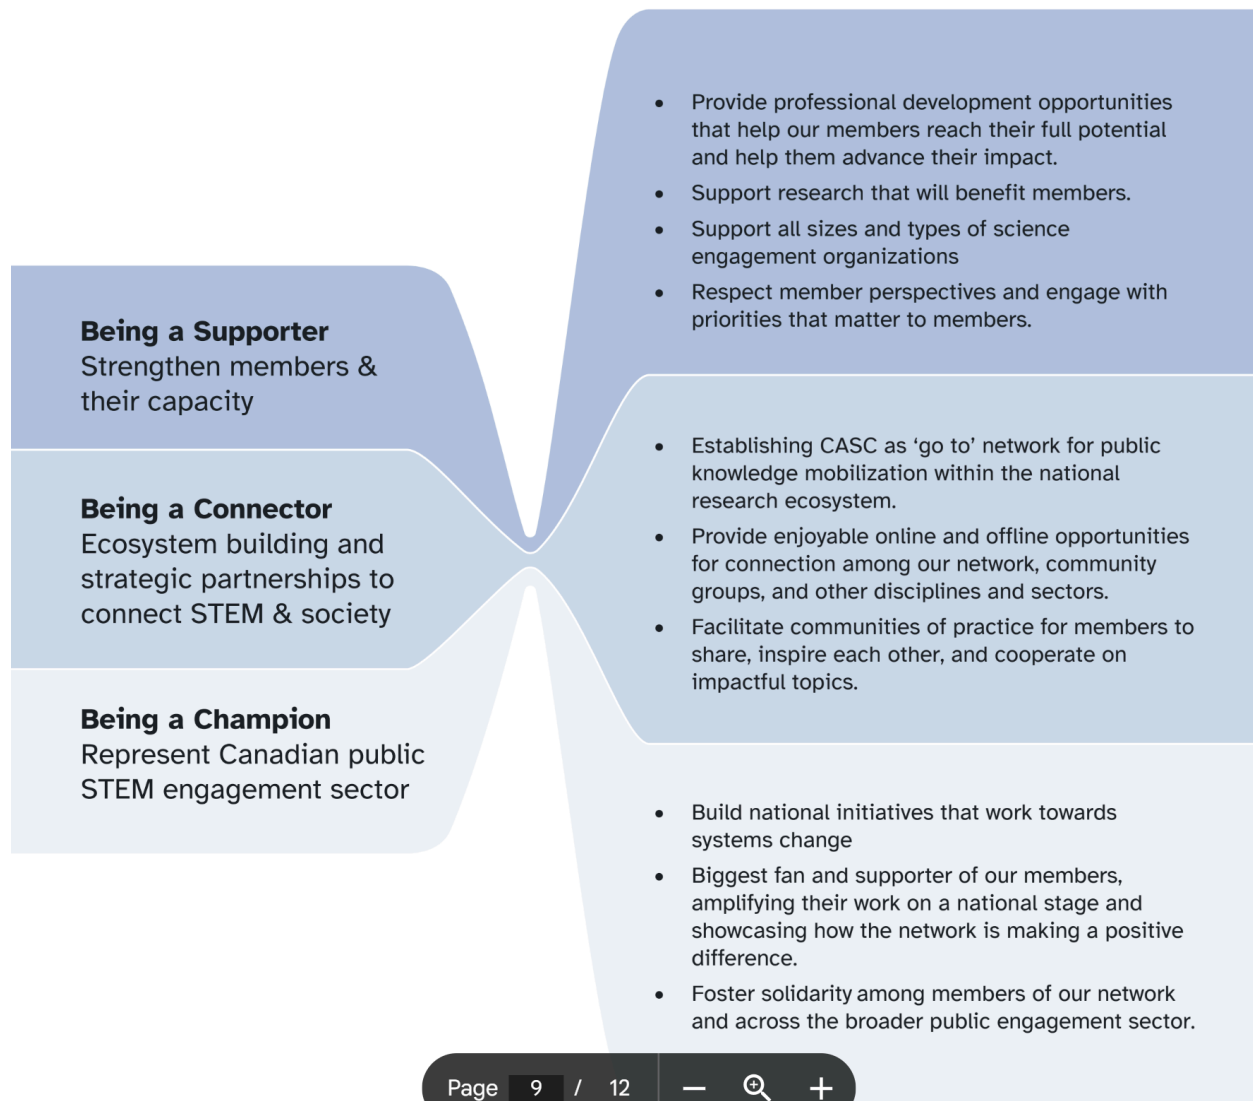 Being a Supporter
Strengthen members &
their capacity
• Provide professional development opportunities
that help our members reach their full potential
and help them advance their impact.
• Support research that will benefit members.
• Support all sizes and types of science
engagement organizations
• Respect member perspectives and engage with
priorities that matter to members.
Being a Connector
Ecosystem building and
strategic partnerships to
connect STEM & society
• Establishing CASC as ‘go to’ network for public
knowledge mobilization within the national
research ecosystem.
• Provide enjoyable online and offline opportunities
for connection among our network, community
groups, and other disciplines and sectors.
• Facilitate communities of practice for members to
share, inspire each other, and cooperate on
impactful topics.
Being a Champion
Represent Canadian public
STEM engagement sector
• Build national initiatives that work towards
systems change
• Biggest fan and supporter of our members,
amplifying their work on a national stage and
showcasing how the network is making a positive
difference.
• Foster solidarity among members of our network
and across the broader public engagement sector.
Page 9 / 12